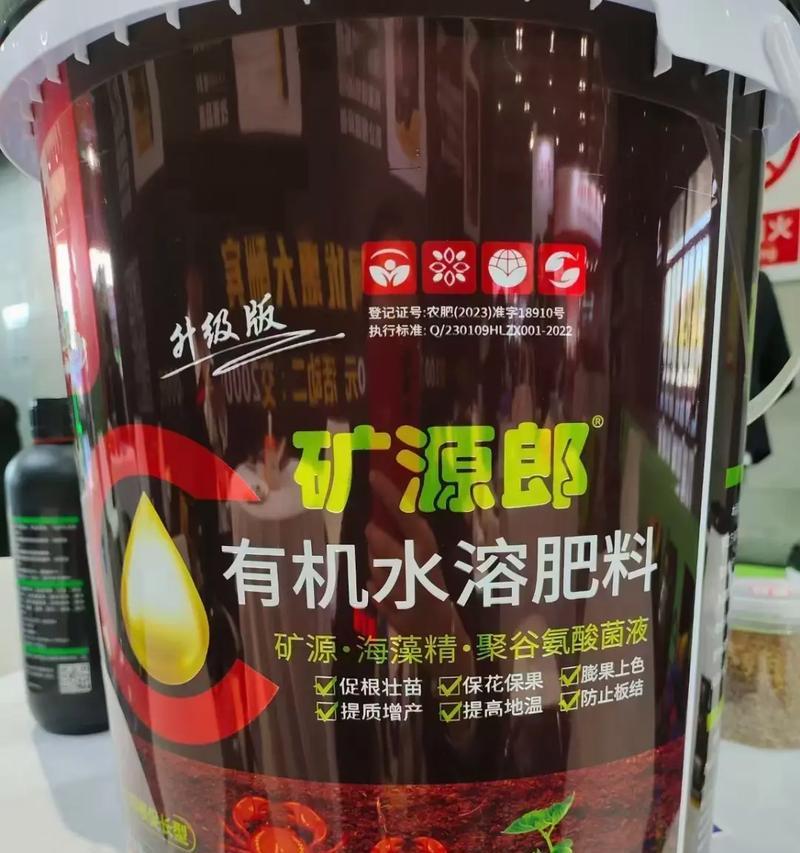 登记证号:农肥(2023)准字18910号
执行标准: Q/230109HLZX001-2022
升级版
矿源郎®
有机水溶肥料
矿源·海藻精·聚谷氨酸菌液
促根壮苗 保花保果 膨果上色
提质增产 提高地温 防止板结